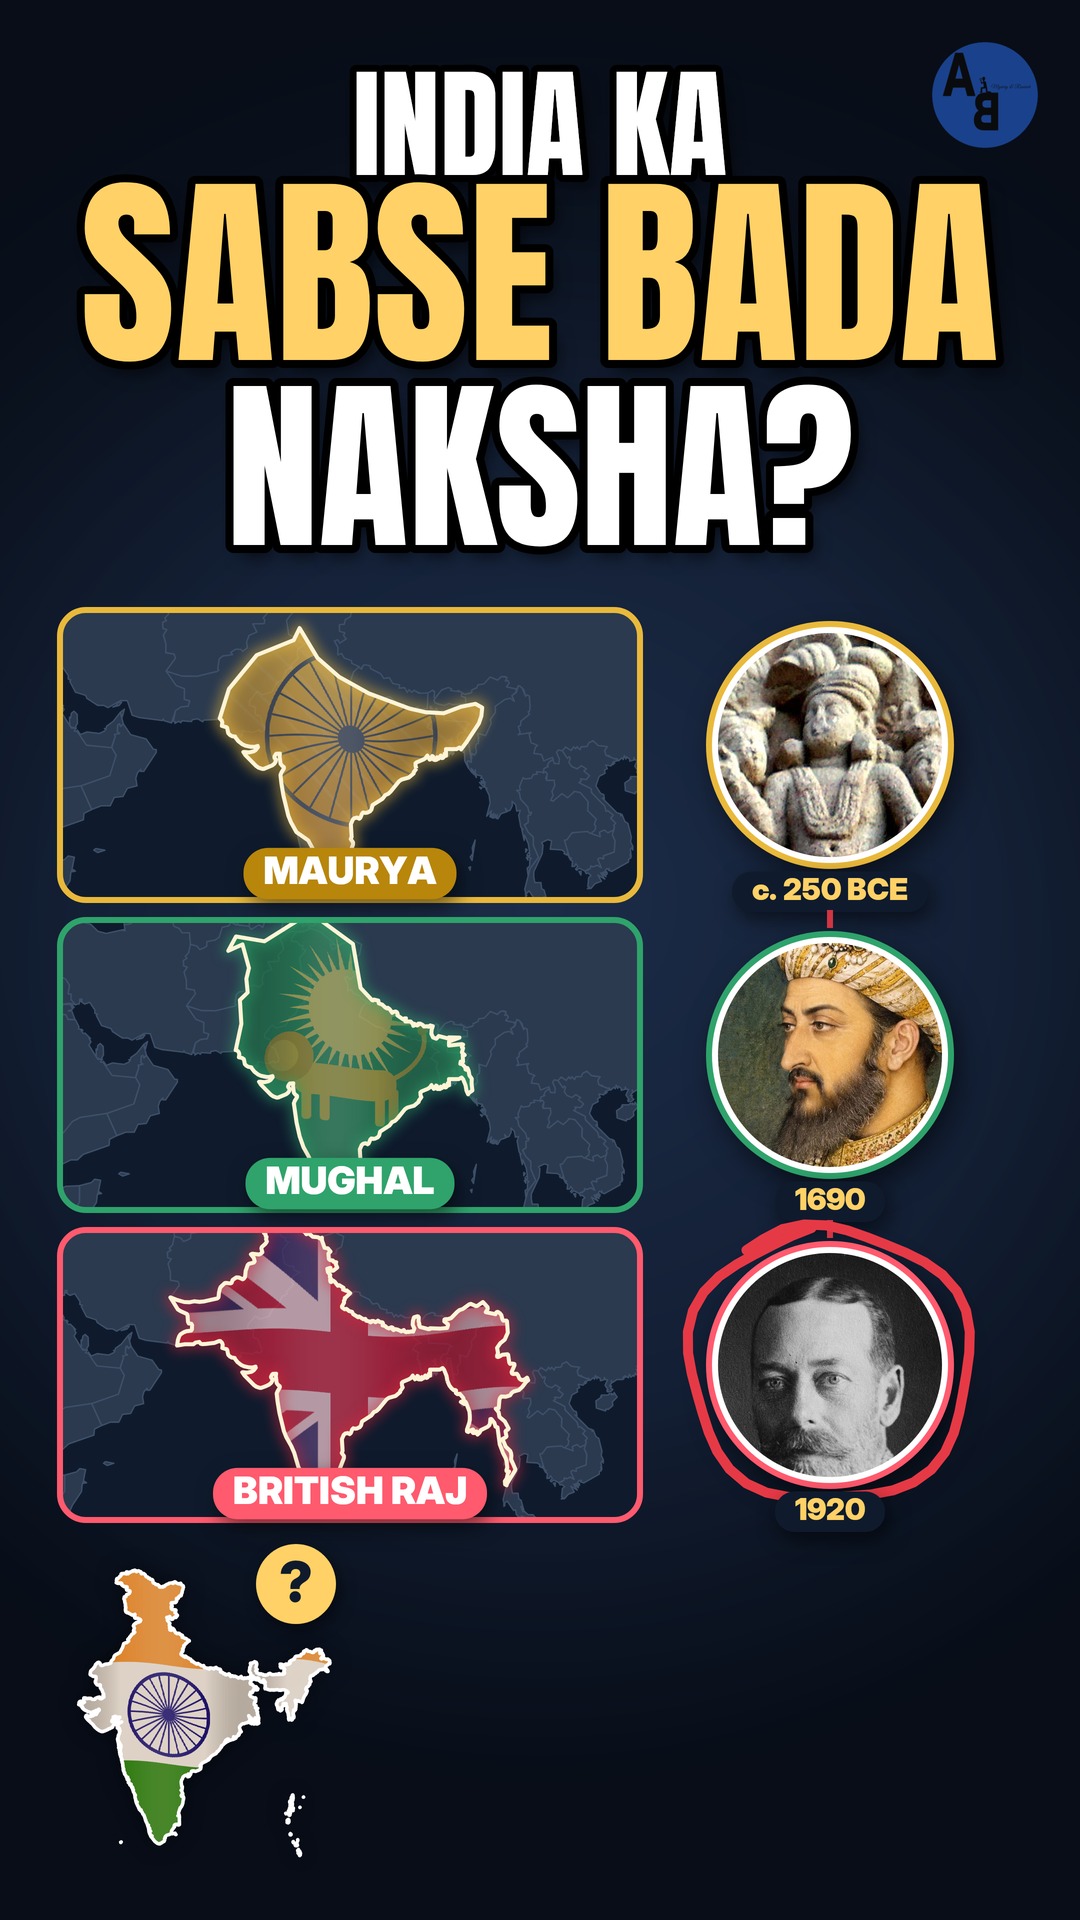 INDIA KA
SABSE BADA
NAKSHA?
A
B
MAURYA
c. 250 BCE
MUGHAL
1690
BRITISH RAJ
1920
?